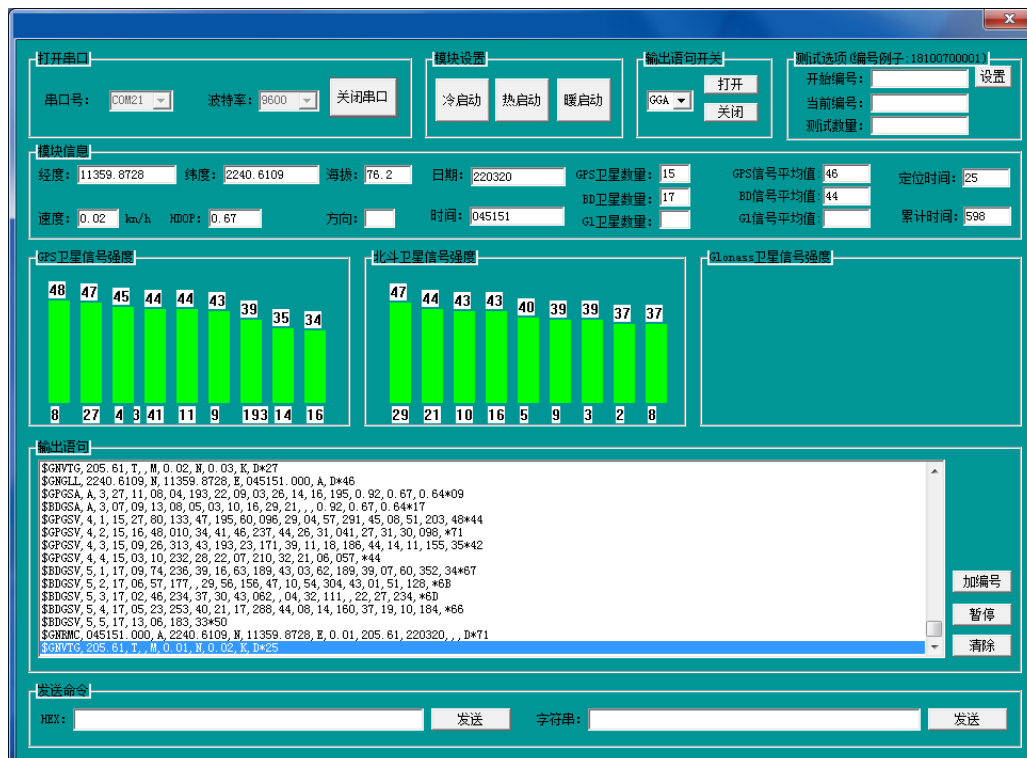 x
打开串口
串口号: COM21 波特率: 9600 关闭串口
模块设置
冷启动 热启动 暖启动
输出语句开关
GGA 打开
关闭
测试选项(编号例子:18100700001)
开始编号: 设置
当前编号:
测试数量:
模块信息
经度: 11359.8728 纬度: 2240.6109 海拔: 76.2 日期: 220320 GPS卫星数量: 15 GPS信号平均值: 46 定位时间: 25
BD卫星数量: 17 BD信号平均值: 44
速度: 0.02 km/h HDOP: 0.67 方向: 时间: 045151 Gl卫星数量: Gl信号平均值: 累计时间: 598
GPS卫星信号强度
48 47 45 44 44 43 39 35 34
8 27 4 3 41 11 9 193 14 16
北斗卫星信号强度
47 44 43 43 40 39 39 37 37
29 21 10 16 5 9 3 2 8
Glonass卫星信号强度
输出语句
$GNVTG,205.61,T,,M,0.02,N,0.03,K,D*27
$GNGLL,2240.6109,N,11359.8728,E,045151.000,A,D*46
$GPGSA,A,3,27,11,08,04,193,22,09,03,26,14,16,195,0.92,0.67,0.64*09
$BDGSA,A,3,07,09,13,08,05,03,10,16,29,21,,,0.92,0.67,0.64*17
$GPGSV,4,1,15,27,80,133,47,195,60,096,29,04,57,291,45,08,51,203,48*44
$GPGSV,4,2,15,16,48,010,34,41,46,237,44,26,31,041,27,31,30,098,*71
$GPGSV,4,3,15,09,26,313,43,193,23,171,39,11,18,186,44,14,11,155,35*42
$GPGSV,4,4,15,03,10,232,28,22,07,210,32,21,06,057,*44
$BDGSV,5,1,17,09,74,236,39,16,63,189,43,03,62,189,39,07,60,352,34*67
$BDGSV,5,2,17,06,57,177,,29,56,156,47,10,54,304,43,01,51,128,*6B
$BDGSV,5,3,17,02,46,234,37,30,43,062,,04,32,111,,22,27,234,*6D
$BDGSV,5,4,17,05,23,253,40,21,17,288,44,08,14,160,37,19,10,184,*66
$BDGSV,5,5,17,13,06,183,33*50
$GNRMC,045151.000,A,2240.6109,N,11359.8728,E,0.01,205.61,220320,,,D*71
$GNVTG,205.61,T,,M,0.01,N,0.02,K,D*25
加编号
暂停
清除
发送命令
HEX: 发送 字符串: 发送